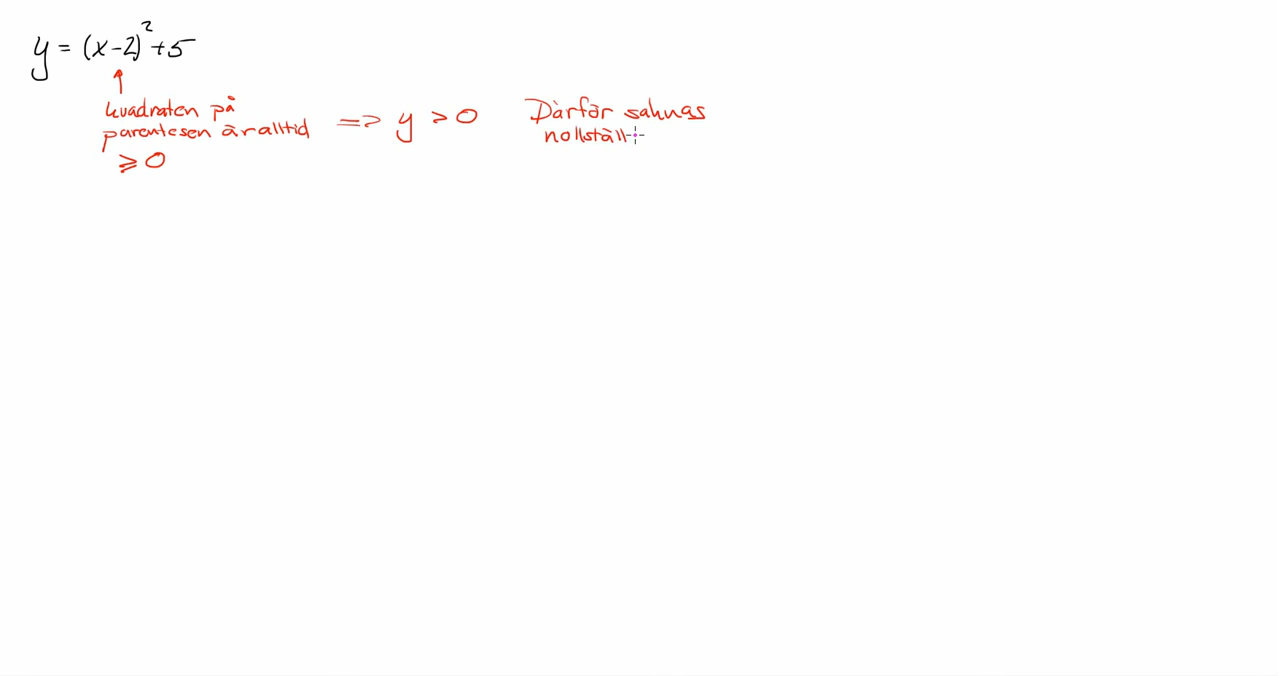 y = (x-2)² + 5
kvadraten på
parentesen är alltid
≥ 0
=> y > 0
Därför saknas
nollställ